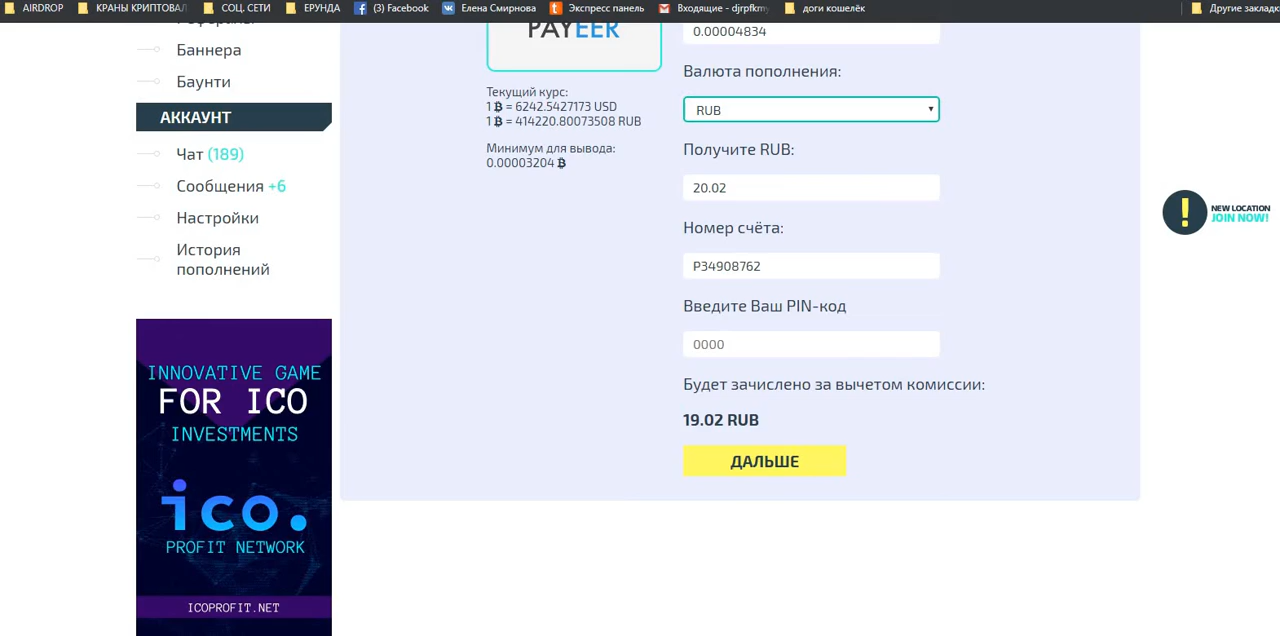 AIRDROP КРАНЫ КРИПТОВАЛ СОЦ. СЕТИ ЕРУНДА (3) Facebook Елена Смирнова Экспресс панель Входящие - djrpfkmy доги кошелёк Другие закладки
Баннера
Баунти
АККАУНТ
Чат (189)
Сообщения +6
Настройки
История
пополнений
INNOVATIVE GAME
FOR ICO
INVESTMENTS
ico.
PROFIT NETWORK
ICOPROFIT.NET
PAYEER
Текущий курс:
1 ₿ = 6242.5427173 USD
1 ₿ = 414220.80073508 RUB
Минимум для вывода:
0.00003204 ₿
0.00004834
Валюта пополнения:
RUB
Получите RUB:
20.02
Номер счёта:
P34908762
Введите Ваш PIN-код
0000
Будет зачислено за вычетом комиссии:
19.02 RUB
ДАЛЬШЕ
!
NEW LOCATION
JOIN NOW!